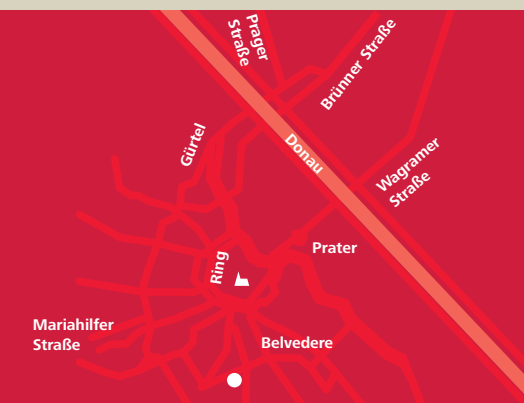 Prager
Straße
Brünner Straße
Gürtel
Donau
Wagramer
Straße
Ring
Prater
Mariahilfer
Straße
Belvedere